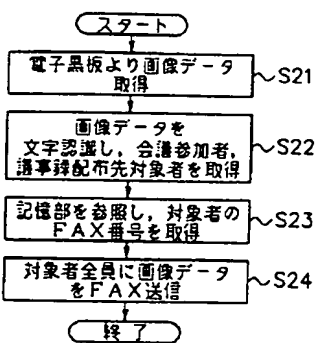 スタート
電子黒板より画像データ
取得
S21
画像データを
文字認識し,会議参加者,
議事録配布先対象者を取得
S22
記憶部を参照し,対象者の
FAX番号を取得
S23
対象者全員に画像データ
をFAX送信
S24
終了